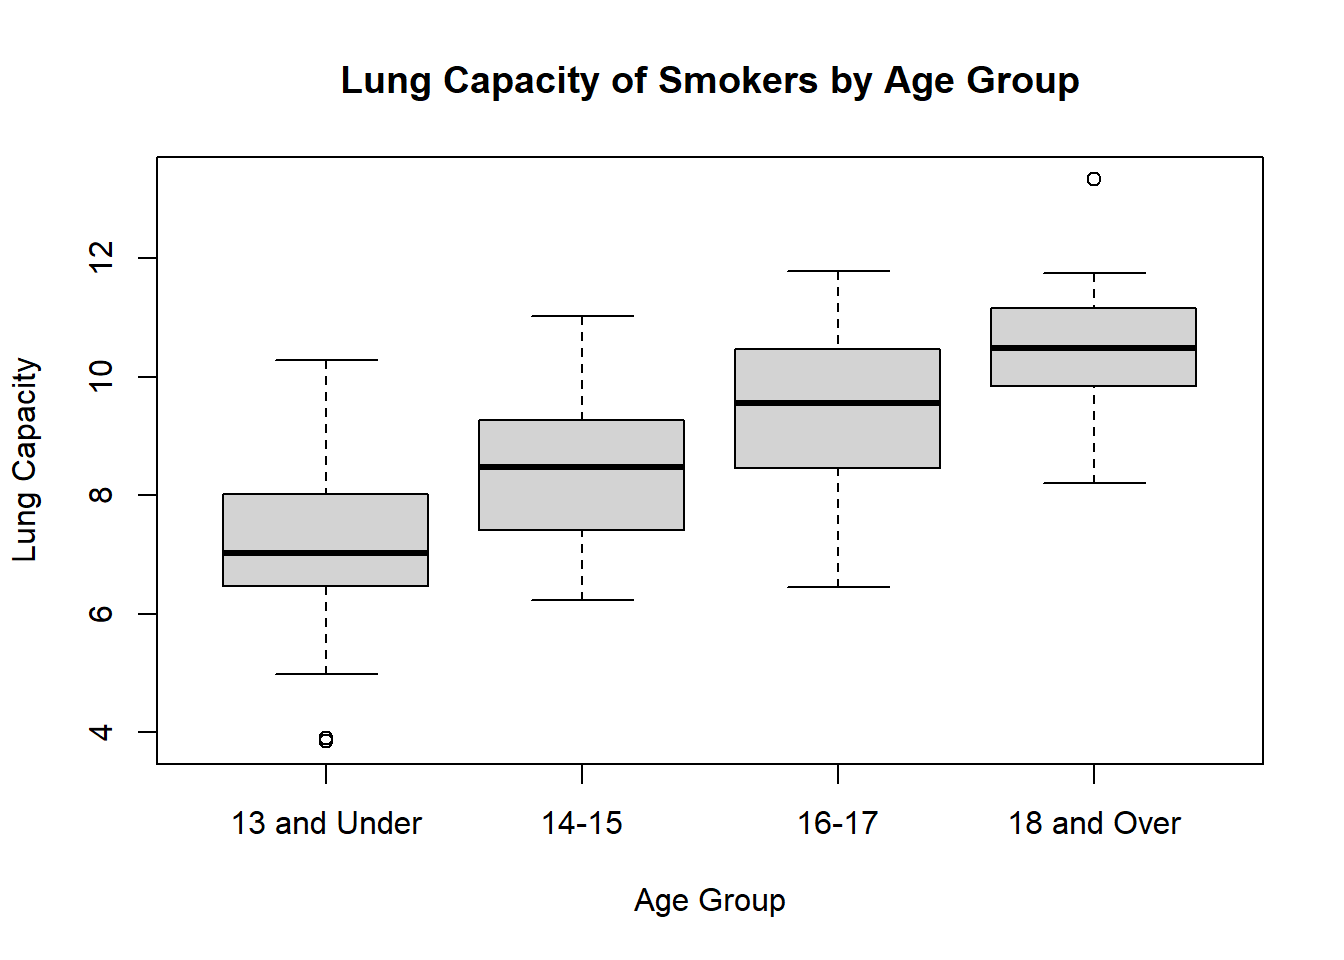 Lung Capacity of Smokers by Age Group
Lung Capacity
12
10
8
6
4
13 and Under
14-15
16-17
18 and Over
Age Group